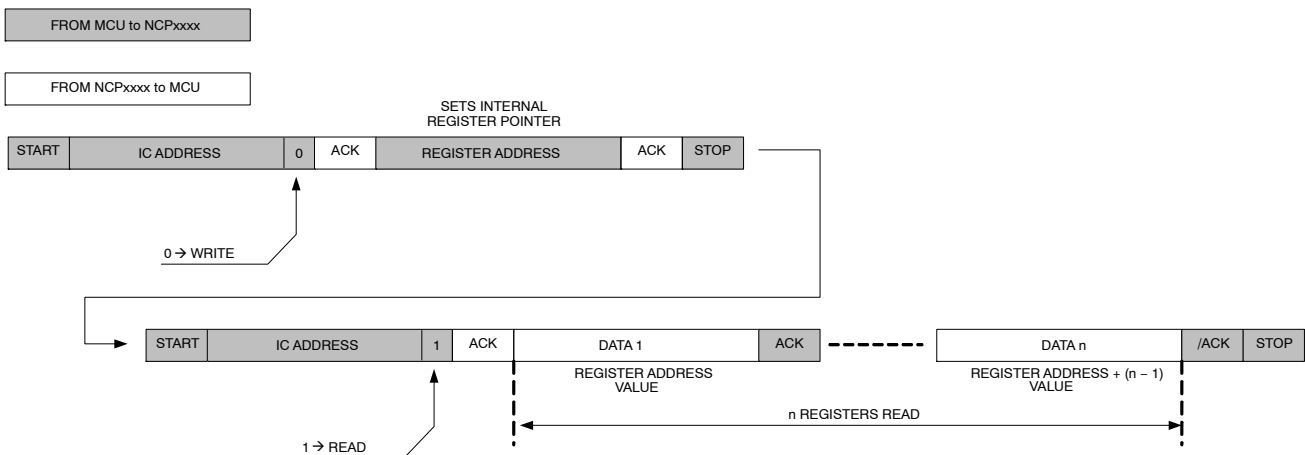 FROM MCU to NCPxxxx
FROM NCPxxxx to MCU
SETS INTERNAL
REGISTER POINTER
START IC ADDRESS 0 ACK REGISTER ADDRESS ACK STOP
0 → WRITE
START IC ADDRESS 1 ACK DATA 1 ACK DATA n /ACK STOP
REGISTER ADDRESS REGISTER ADDRESS + (n − 1)
VALUE VALUE
n REGISTERS READ
1 → READ